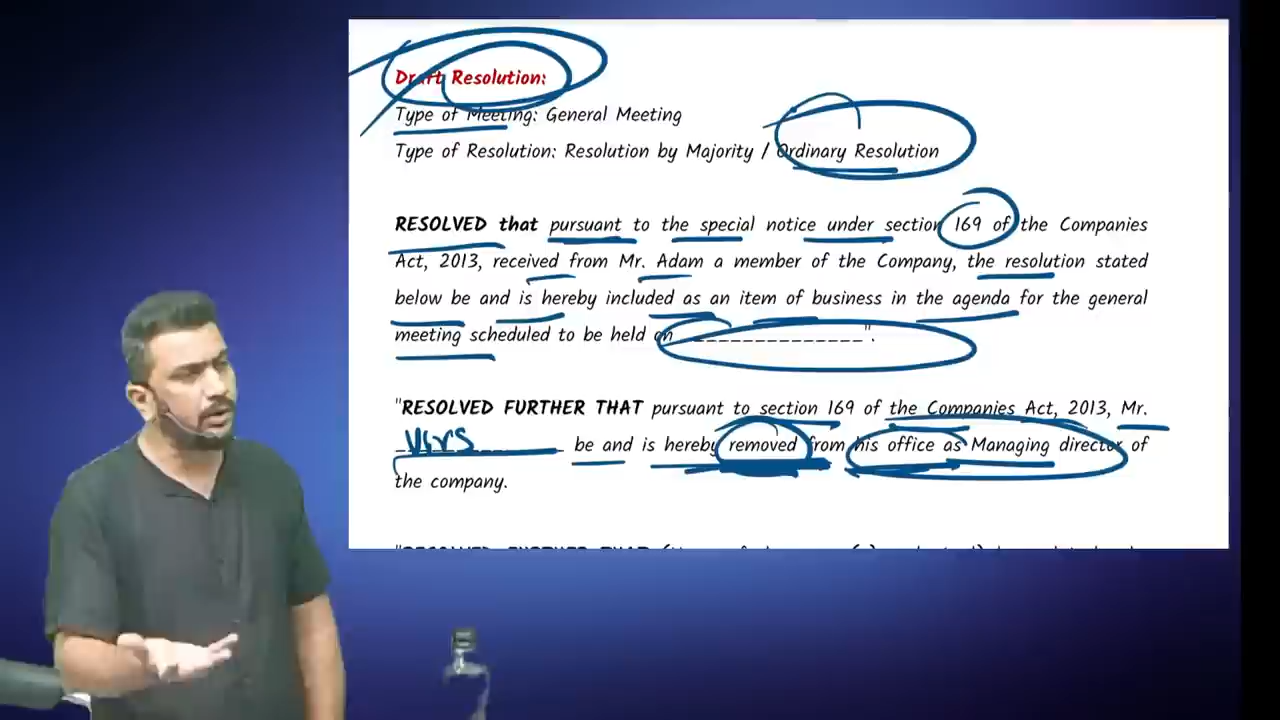 Draft Resolution:
Type of Meeting: General Meeting
Type of Resolution: Resolution by Majority / Ordinary Resolution
RESOLVED that pursuant to the special notice under section 169 of the Companies
Act, 2013, received from Mr. Adam a member of the Company, the resolution stated
below be and is hereby included as an item of business in the agenda for the general
meeting scheduled to be held on ______________".
"RESOLVED FURTHER THAT pursuant to section 169 of the Companies Act, 2013, Mr.
be and is hereby removed from his office as Managing director of
the company.